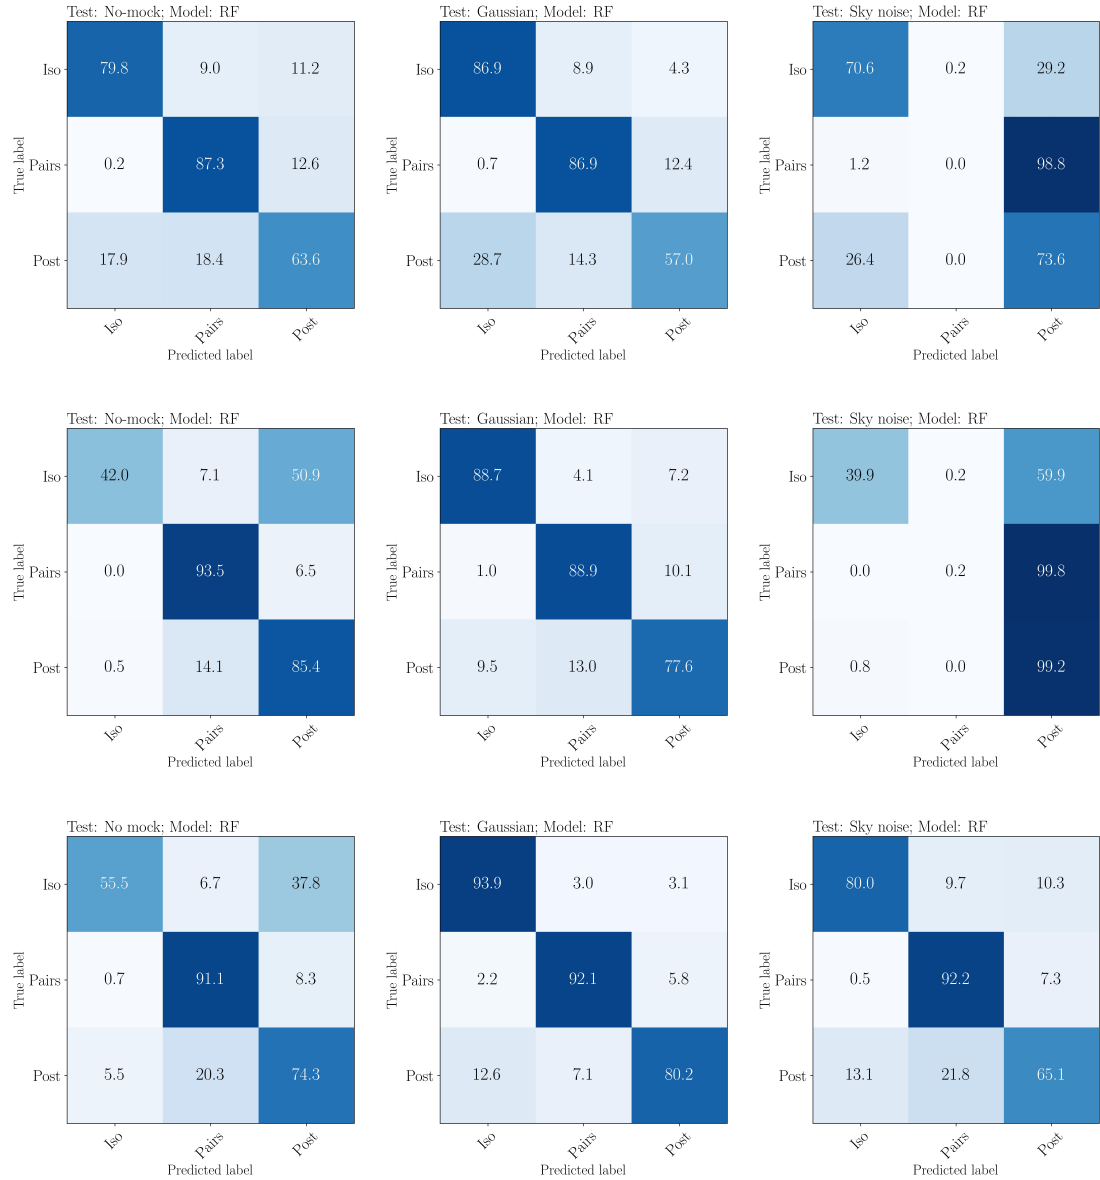 Test: No-mock; Model: RF
Iso 79.8 9.0 11.2
Pairs 0.2 87.3 12.6
Post 17.9 18.4 63.6
True label
Iso Pairs Post
Predicted label
Test: Gaussian; Model: RF
86.9 8.9 4.3
0.7 86.9 12.4
28.7 14.3 57.0
True label
Iso Pairs Post
Predicted label
Test: Sky noise; Model: RF
70.6 0.2 29.2
1.2 0.0 98.8
26.4 0.0 73.6
True label
Iso Pairs Post
Predicted label
Test: No-mock; Model: RF
Iso 42.0 7.1 50.9
Pairs 0.0 93.5 6.5
Post 0.5 14.1 85.4
True label
Iso Pairs Post
Predicted label
Test: Gaussian; Model: RF
88.7 4.1 7.2
1.0 88.9 10.1
9.5 13.0 77.6
True label
Iso Pairs Post
Predicted label
Test: Sky noise; Model: RF
39.9 0.2 59.9
0.0 0.2 99.8
0.8 0.0 99.2
True label
Iso Pairs Post
Predicted label
Test: No mock; Model: RF
Iso 55.5 6.7 37.8
Pairs 0.7 91.1 8.3
Post 5.5 20.3 74.3
True label
Iso Pairs Post
Predicted label
Test: Gaussian; Model: RF
Iso 93.9 3.0 3.1
Pairs 2.2 92.1 5.8
Post 12.6 7.1 80.2
True label
Iso Pairs Post
Predicted label
Test: Sky noise; Model: RF
Iso 80.0 9.7 10.3
Pairs 0.5 92.2 7.3
Post 13.1 21.8 65.1
True label
Iso Pairs Post
Predicted label